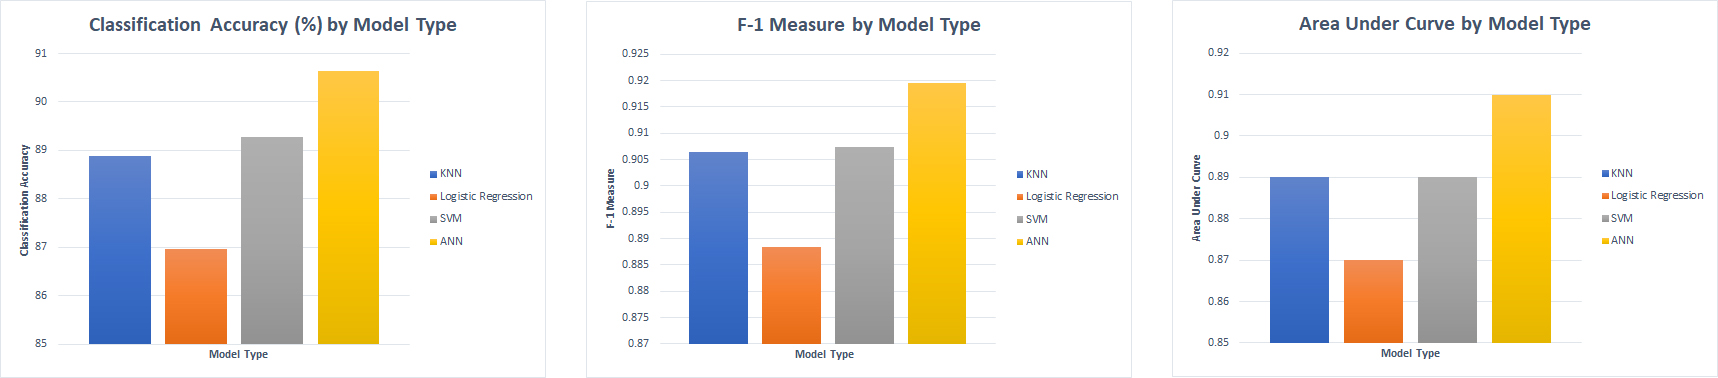 Classification Accuracy (%) by Model Type
91
90
89
88
87
86
85
Classification Accuracy
Model Type
KNN
Logistic Regression
SVM
ANN
F-1 Measure by Model Type
0.925
0.92
0.915
0.91
0.905
0.9
0.895
0.89
0.885
0.88
0.875
0.87
F-1 Measure
Model Type
KNN
Logistic Regression
SVM
ANN
Area Under Curve by Model Type
0.92
0.91
0.9
0.89
0.88
0.87
0.86
0.85
Area Under Curve
Model Type
KNN
Logistic Regression
SVM
ANN